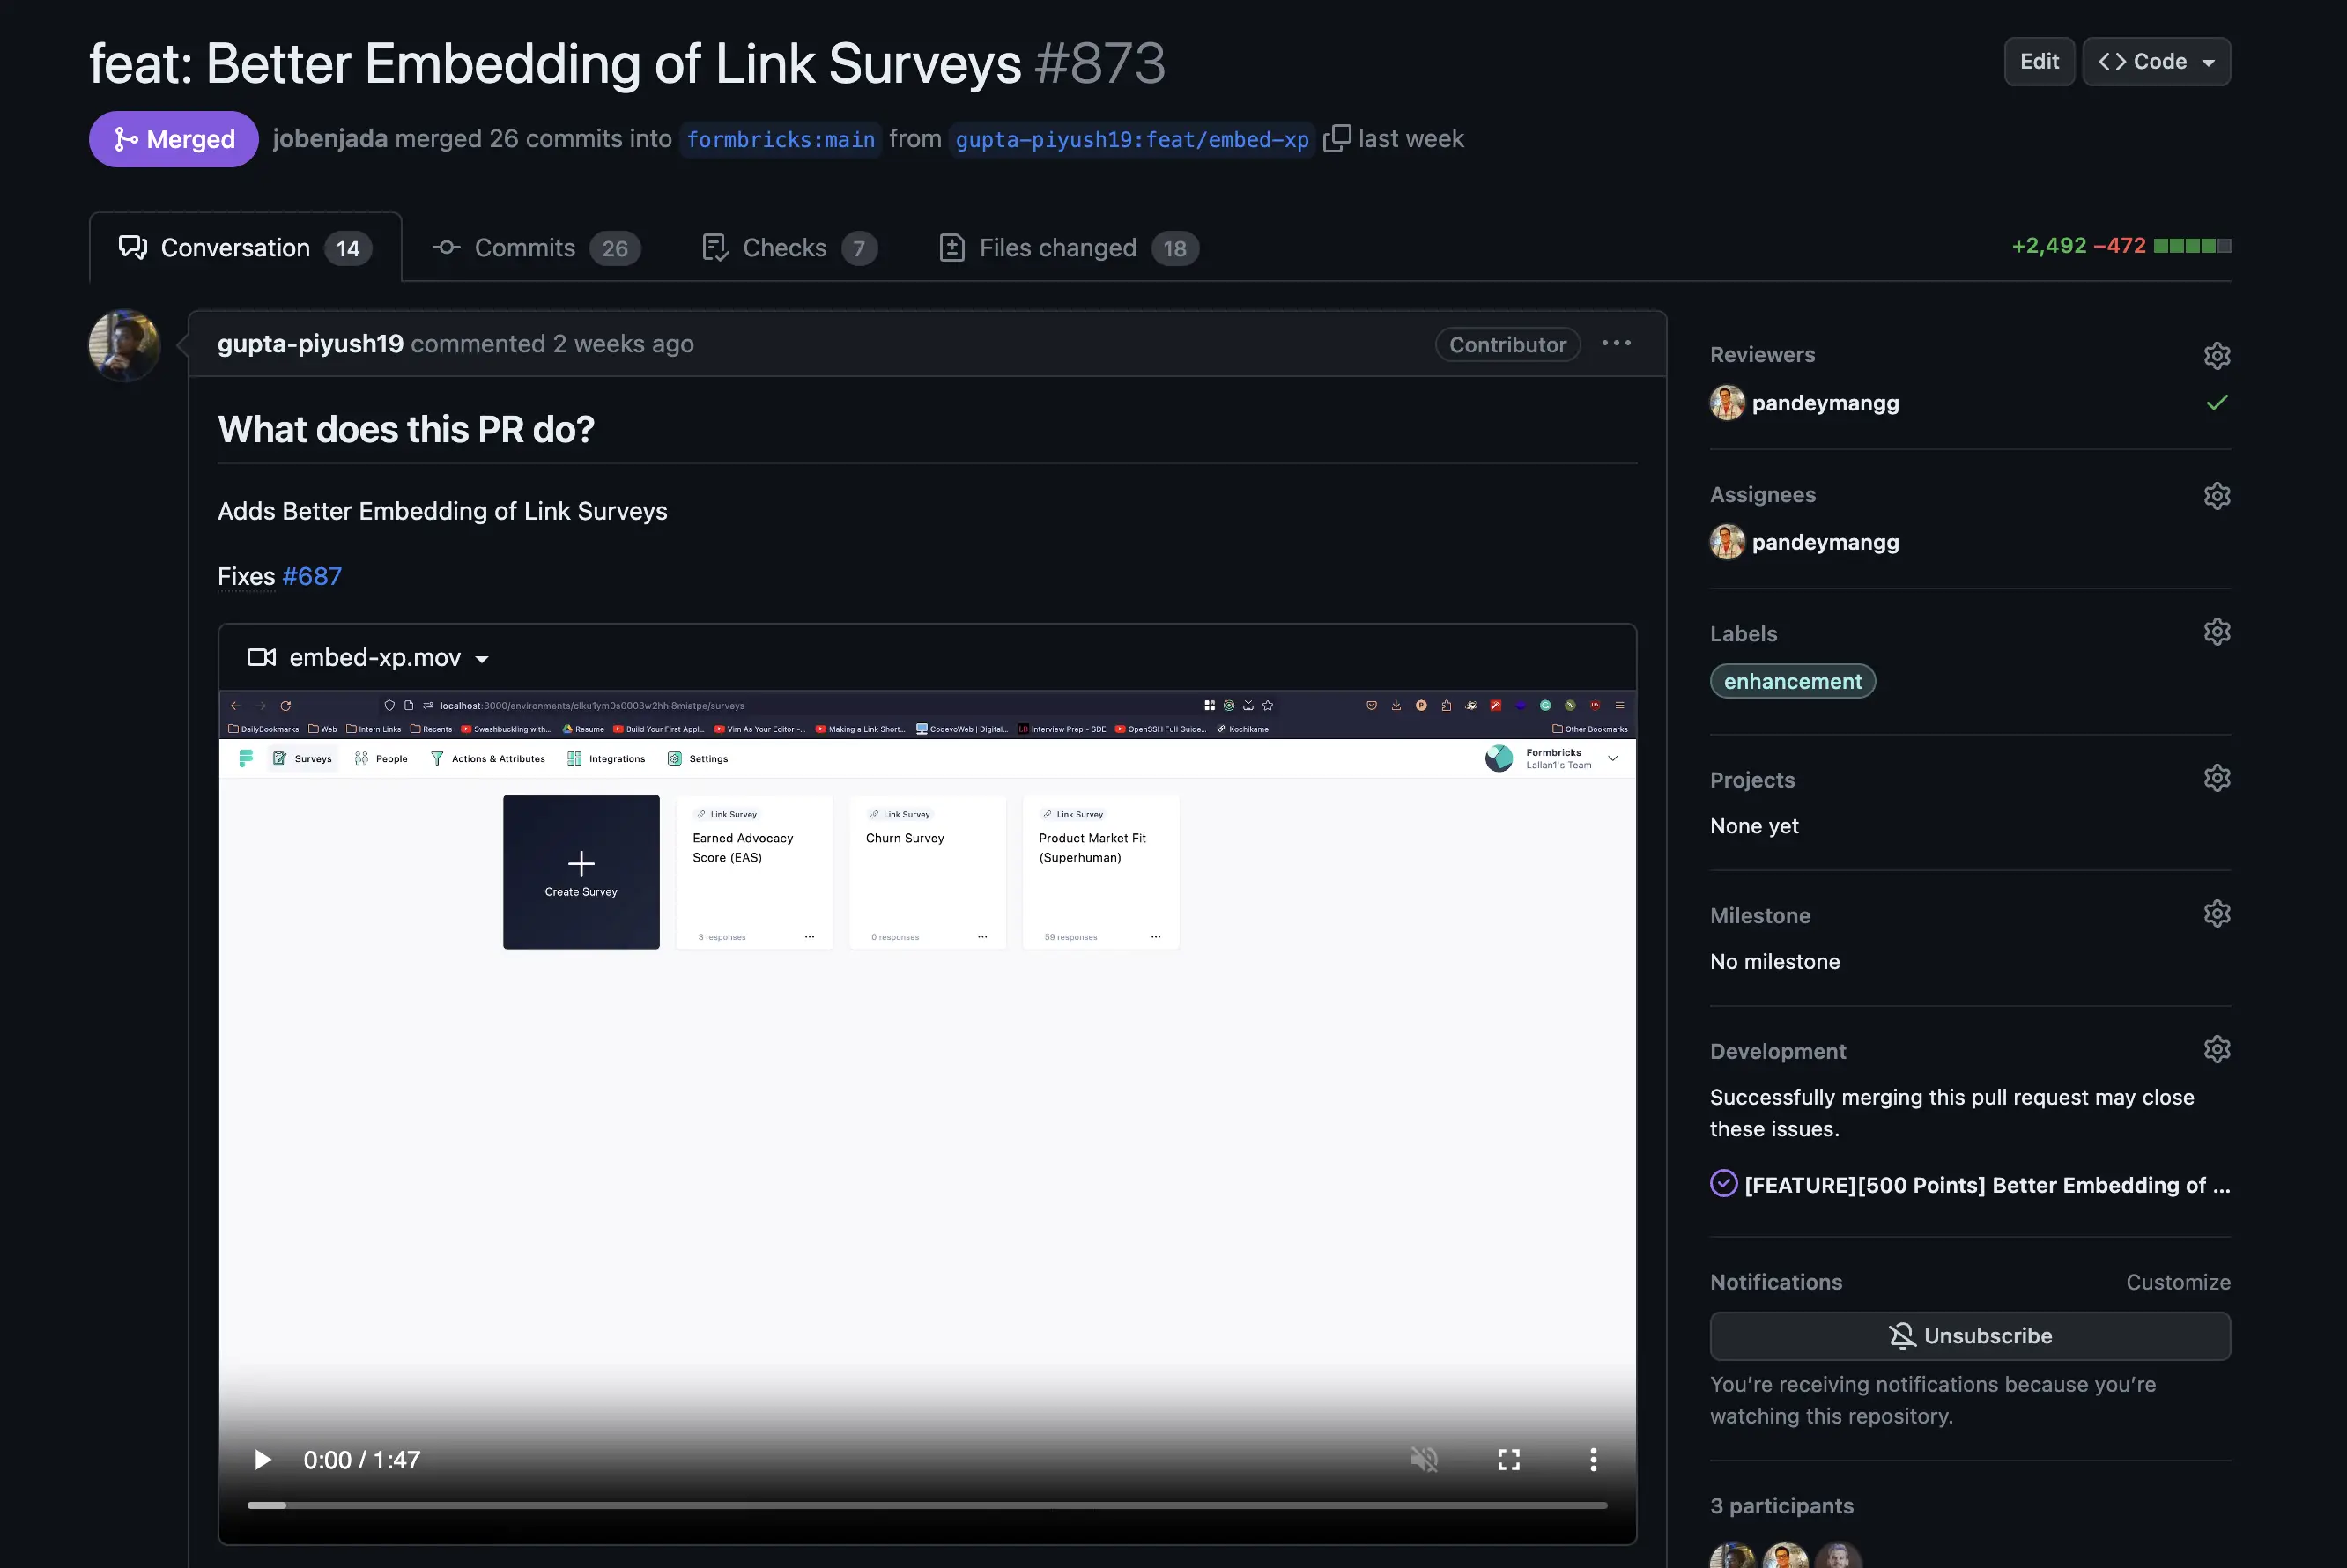 feat: Better Embedding of Link Surveys #873
Edit
<> Code
Merged
jobenjada merged 26 commits into formbricks:main from gupta-piyush19:feat/embed-xp last week
Conversation 14
Commits 26
Checks 7
Files changed 18
+2,492 −472
gupta-piyush19 commented 2 weeks ago
Contributor
What does this PR do?
Adds Better Embedding of Link Surveys
Fixes #687
embed-xp.mov
localhost:3000/environments/clku1ym0s0003w2hhi8miatpe/surveys
DailyBookmarks
Web
Intern Links
Recents
Swashbuckling with...
Resume
Build Your First Appl...
Vim As Your Editor -...
Making a Link Short...
CodevoWeb | Digital...
Interview Prep - SDE
OpenSSH Full Guide...
Kochikame
Other Bookmarks
Surveys
People
Actions & Attributes
Integrations
Settings
Formbricks
Lallan1's Team
Create Survey
Link Survey
Earned Advocacy
Score (EAS)
3 responses
Link Survey
Churn Survey
0 responses
Link Survey
Product Market Fit
(Superhuman)
59 responses
0:00 / 1:47
Reviewers
pandeymangg
Assignees
pandeymangg
Labels
enhancement
Projects
None yet
Milestone
No milestone
Development
Successfully merging this pull request may close
these issues.
[FEATURE][500 Points] Better Embedding of ...
Notifications
Customize
Unsubscribe
You're receiving notifications because you're
watching this repository.
3 participants